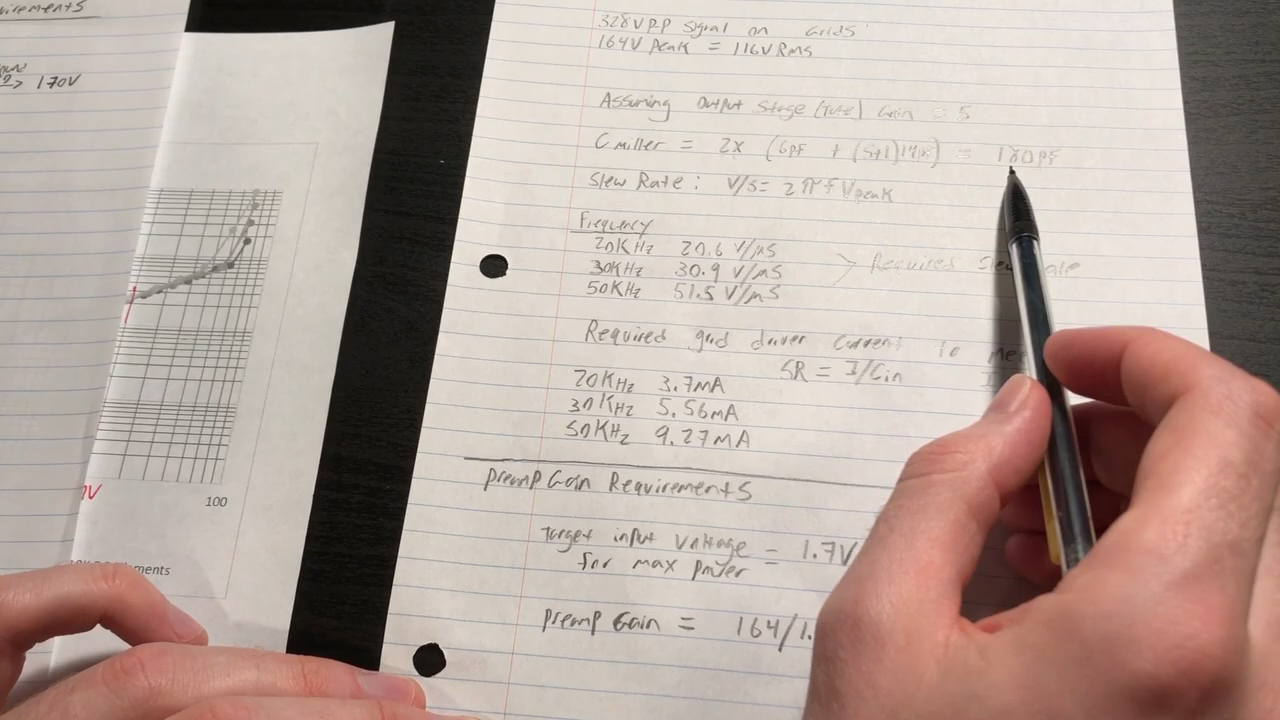 uirements
> 170V
100
328VPP Signal on Grids
164V peak = 116V RMS
Assuming Output Stage (Tube) Gain = 5
C miller = 2x (6PF + (5+1)14PF) = 180PF
Slew Rate: V/S = 2πf Vpeak
Frequency
20KHz 20.6 V/μS
30KHz 30.9 V/μS
50KHz 51.5 V/μS
Required Slew
Required grid driver Current to
SR = I/Cin
20KHz 3.7mA
30KHz 5.56mA
50KHz 9.27mA
Preamp Gain Requirements
Target input Voltage = 1.7V
for max power
Preamp Gain = 164/1.